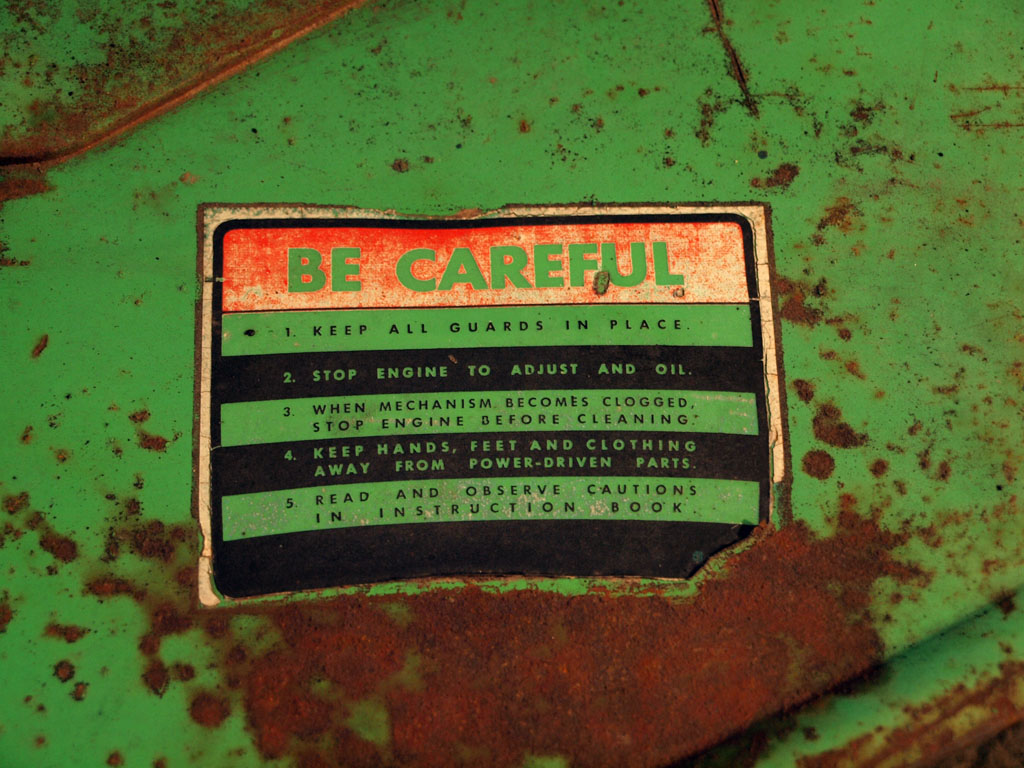 BE CAREFUL
1. KEEP ALL GUARDS IN PLACE.
2. STOP ENGINE TO ADJUST AND OIL.
3. WHEN MECHANISM BECOMES CLOGGED,
STOP ENGINE BEFORE CLEANING.
4. KEEP HANDS, FEET AND CLOTHING
AWAY FROM POWER-DRIVEN PARTS.
5. READ AND OBSERVE CAUTIONS
IN INSTRUCTION BOOK.